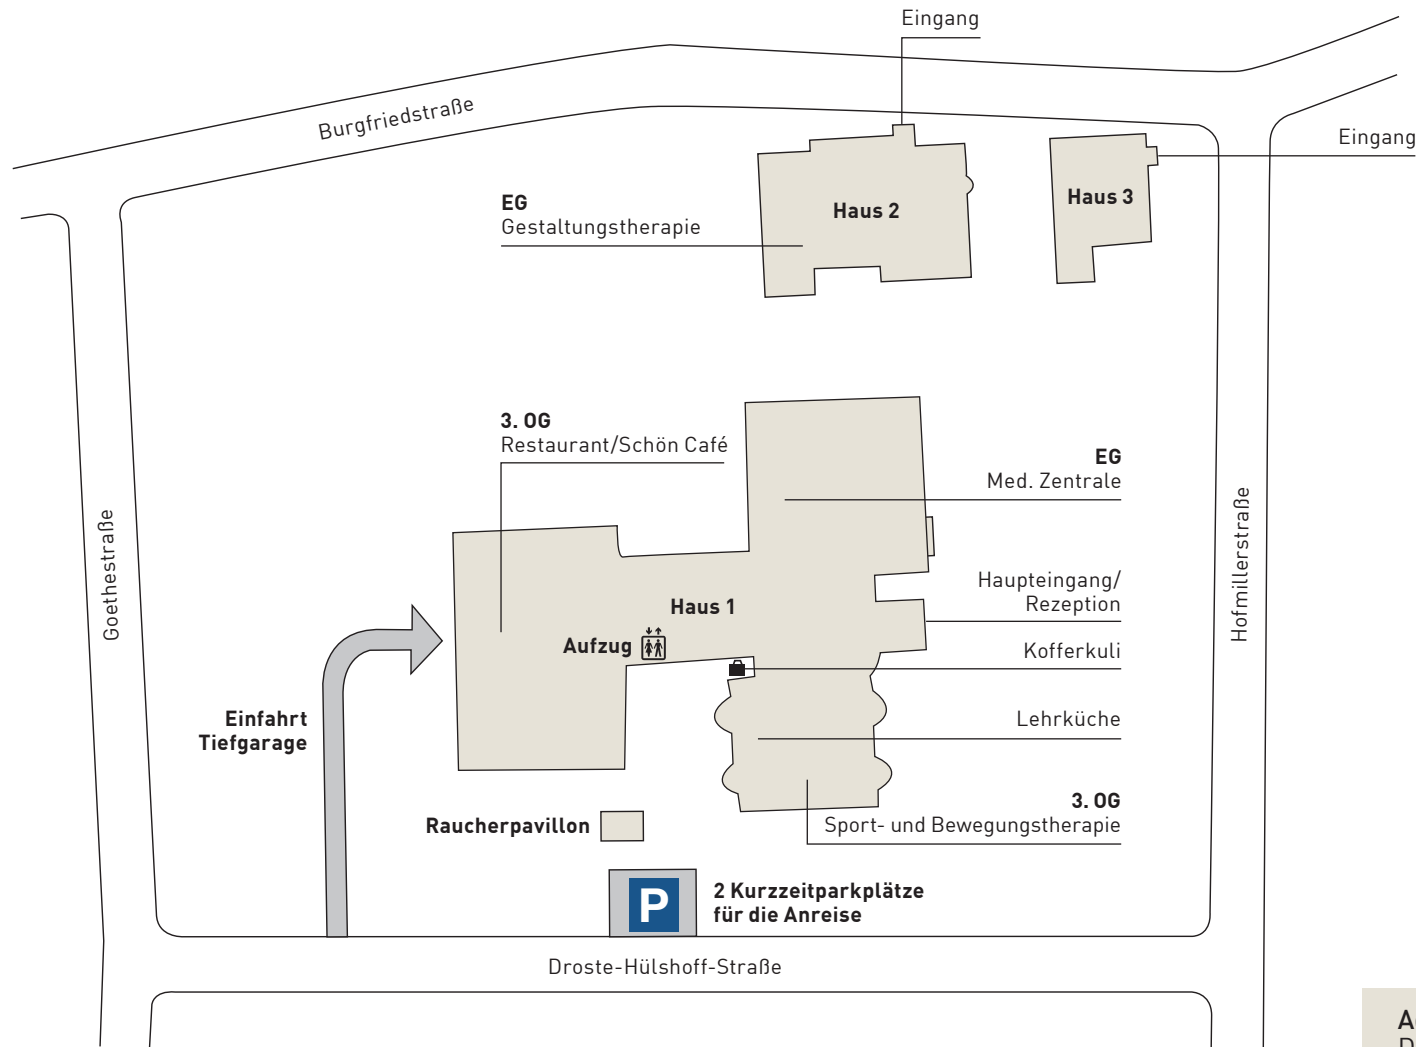 Eingang
Burgfriedstraße
Eingang
EG
Gestaltungstherapie
Haus 2
Haus 3
3. OG
Restaurant/Schön Café
EG
Med. Zentrale
Goethestraße
Hofmillerstraße
Haupteingang/
Rezeption
Haus 1
Aufzug
Kofferkuli
Einfahrt
Tiefgarage
Lehrküche
3. OG
Sport- und Bewegungstherapie
Raucherpavillon
P
2 Kurzzeitparkplätze
für die Anreise
Droste-Hülshoff-Straße